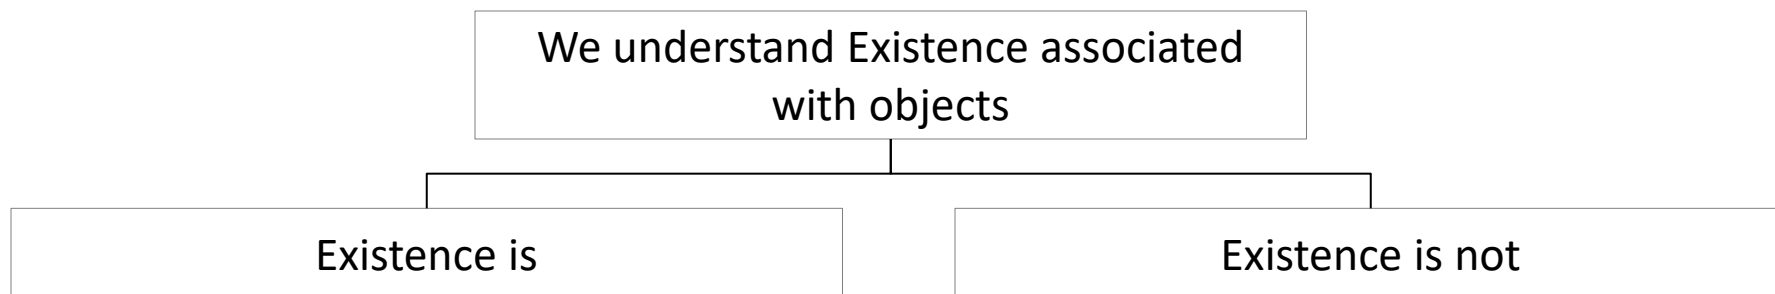 We understand Existence associated
with objects
Existence is
Existence is not